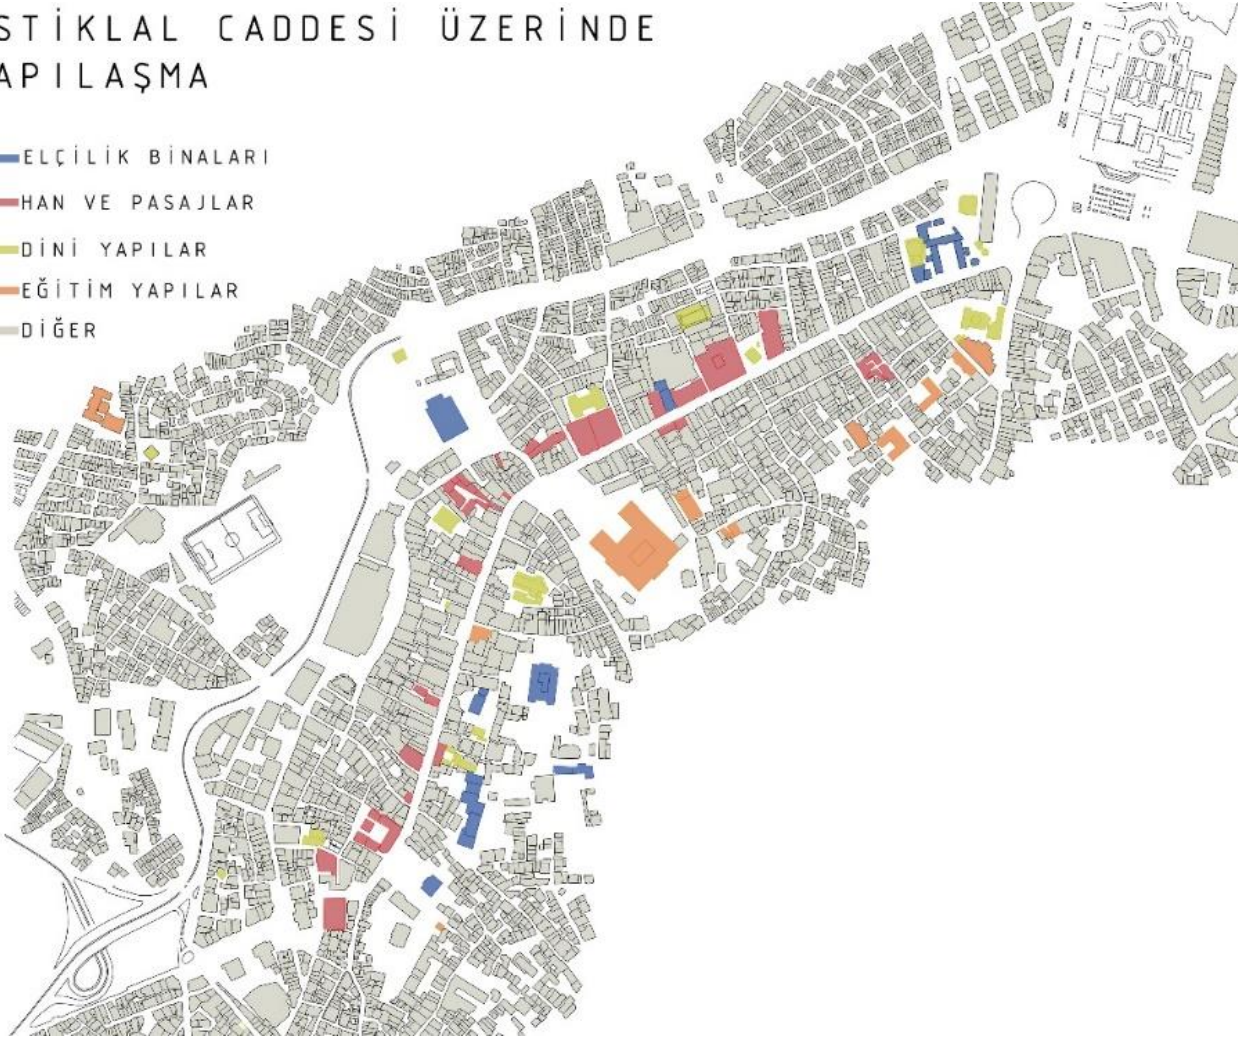 STİKLAL CADDESİ ÜZERİNDE
APILAŞMA
ELÇİLİK BİNALARI
HAN VE PASAJLAR
DİNİ YAPILAR
EĞİTİM YAPILAR
DİĞER